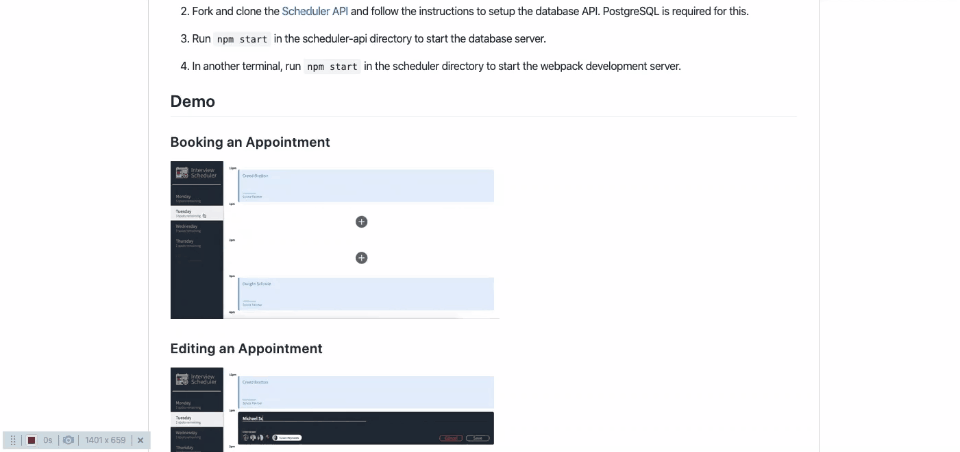 2. Fork and clone the Scheduler API and follow the instructions to setup the database API. PostgreSQL is required for this.
3. Run npm start in the scheduler-api directory to start the database server.
4. In another terminal, run npm start in the scheduler directory to start the webpack development server.
Demo
Booking an Appointment
Interview
Scheduler
Monday
Tuesday
Wednesday
Thursday
Editing an Appointment
Interview
Scheduler
Monday
Tuesday
Wednesday
Thursday
0s 1401 x 659